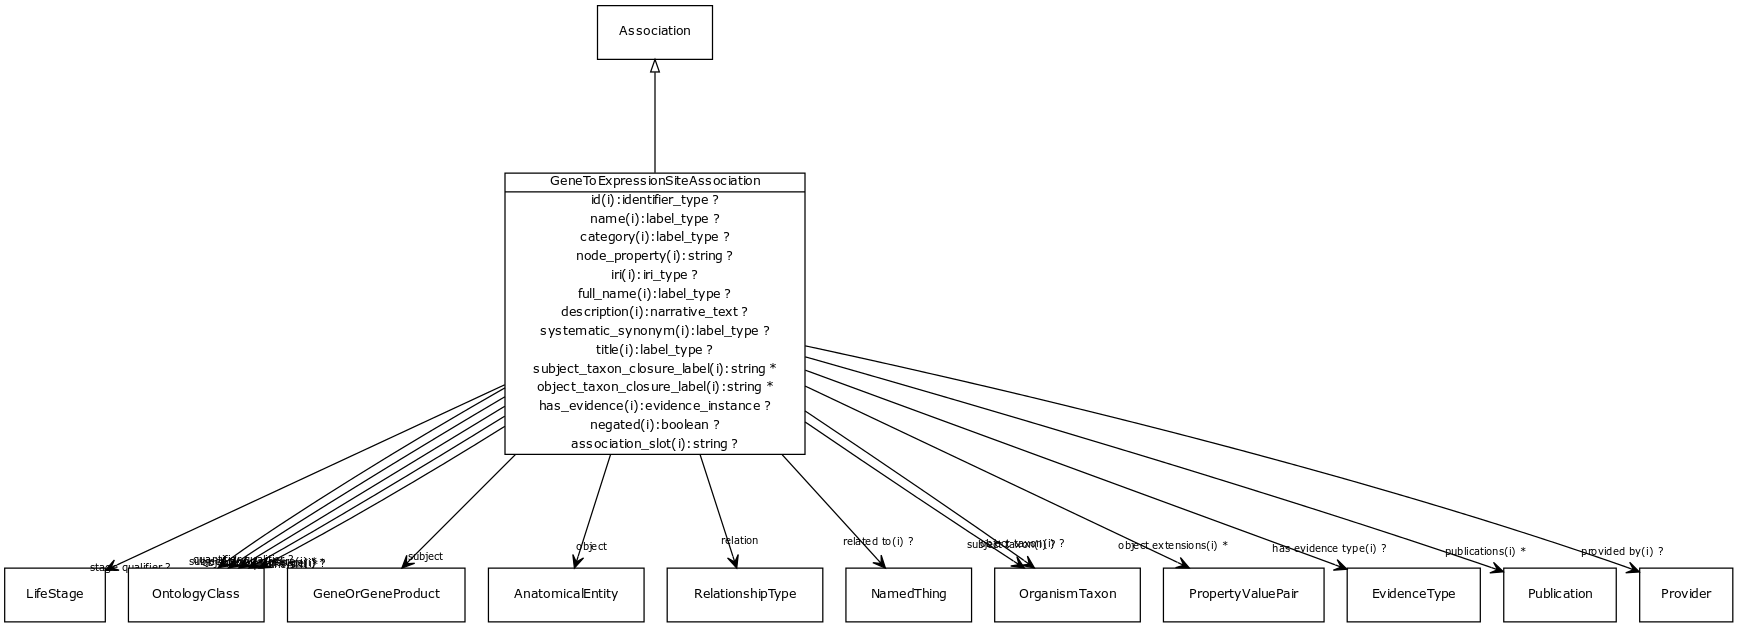 Association
GeneToExpressionSiteAssociation
id(i):identifier_type ?
name(i):label_type ?
category(i):label_type ?
node_property(i):string ?
iri(i):iri_type ?
full_name(i):label_type ?
description(i):narrative_text ?
systematic_synonym(i):label_type ?
title(i):label_type ?
subject_taxon_closure_label(i):string *
object_taxon_closure_label(i):string *
has_evidence(i):evidence_instance ?
negated(i):boolean ?
association_slot(i):string ?
stage qualifier ?
quantifier qualifier ?
subject
object
relation
related to(i) ?
subject taxon(i) ?
object taxon(i) ?
object extensions(i) *
has evidence type(i) ?
publications(i) *
provided by(i) ?
LifeStage
OntologyClass
GeneOrGeneProduct
AnatomicalEntity
RelationshipType
NamedThing
OrganismTaxon
PropertyValuePair
EvidenceType
Publication
Provider